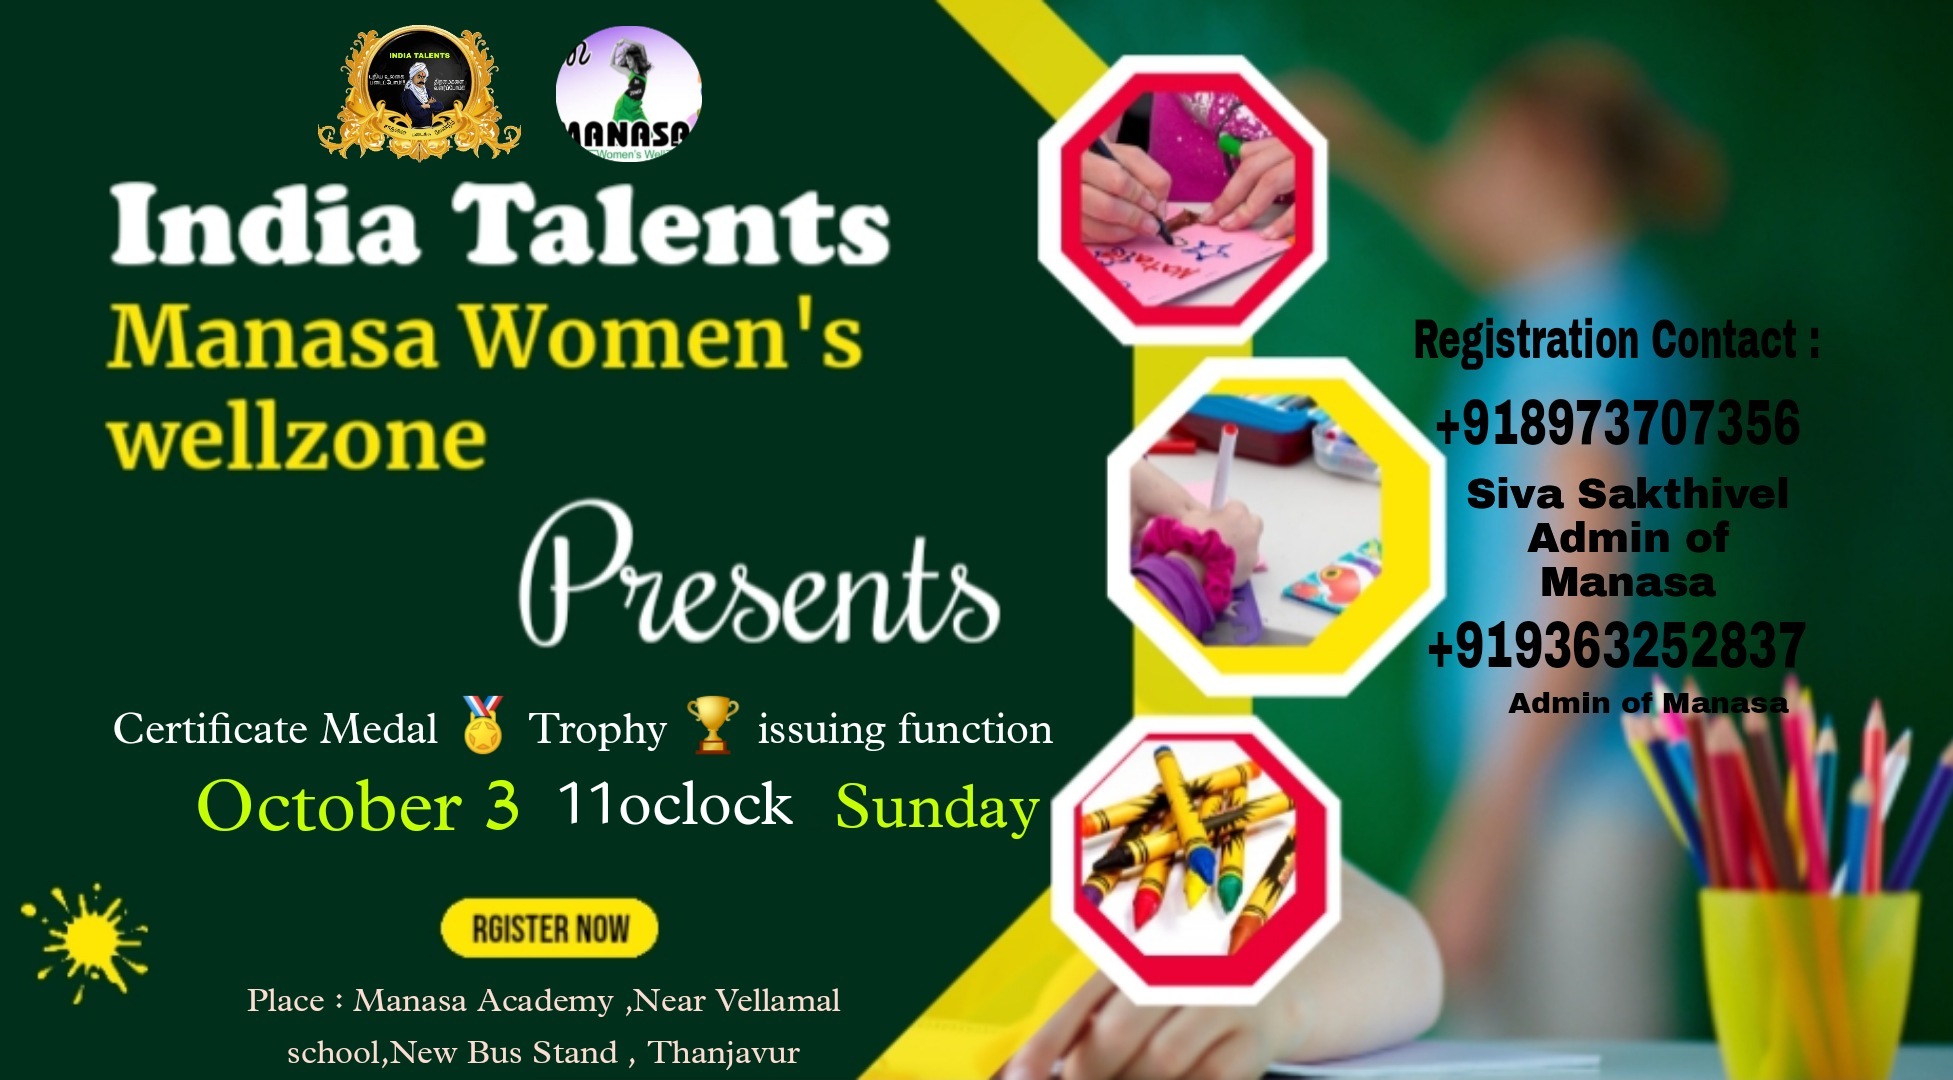 INDIA TALENTS
MANASA
Women's Well
India Talents
Manasa Women's
wellzone
Presents
Certificate Medal 🏅 Trophy 🏆 issuing function
October 3 11oclock Sunday
RGISTER NOW
Place : Manasa Academy ,Near Vellamal
school,New Bus Stand , Thanjavur
Registration Contact :
+918973707356
Siva Sakthivel
Admin of
Manasa
+919363252837
Admin of Manasa